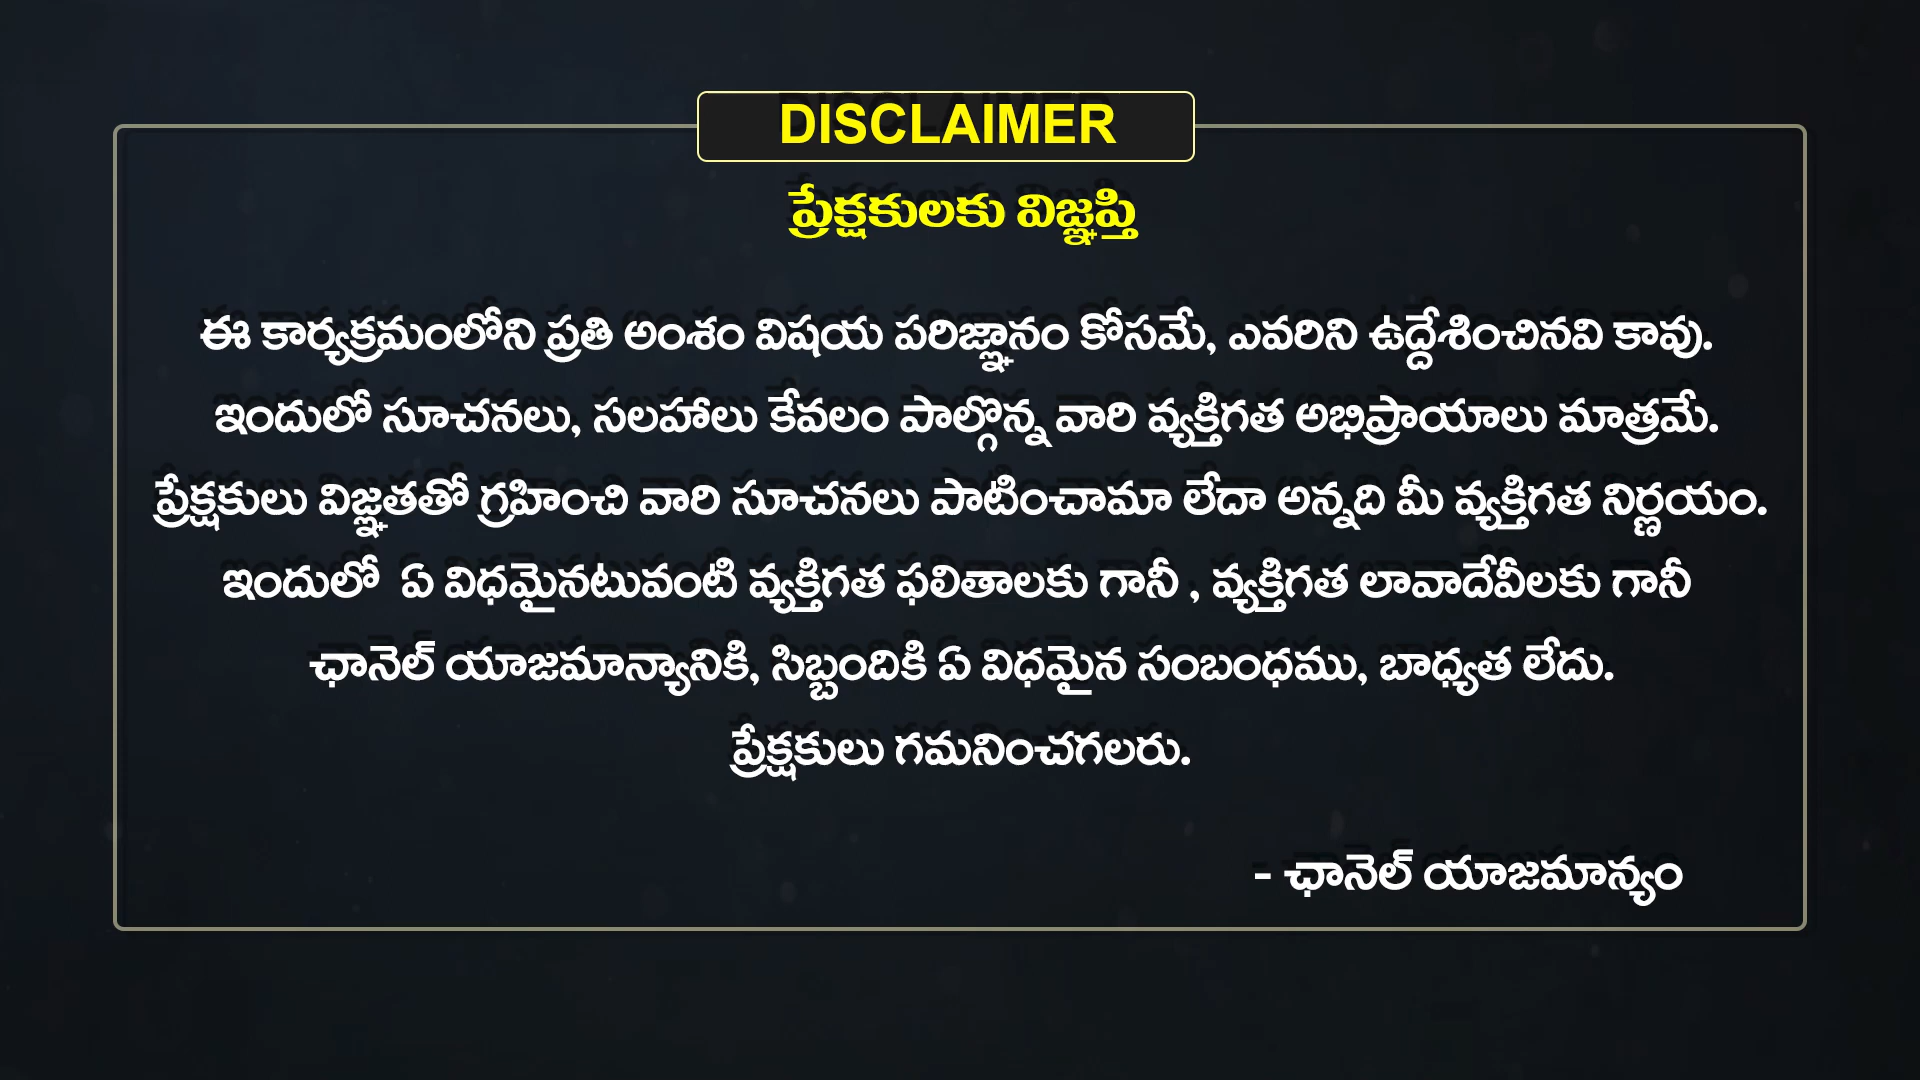 DISCLAIMER
ప్రేక్షకులకు విజ్ఞప్తి
ఈ కార్యక్రమంలోని ప్రతి అంశం విషయ పరిజ్ఞానం కోసమే, ఎవరిని ఉద్దేశించినవి కావు.
ఇందులో సూచనలు, సలహాలు కేవలం పాల్గొన్న వారి వ్యక్తిగత అభిప్రాయాలు మాత్రమే.
ప్రేక్షకులు విజ్ఞతతో గ్రహించి వారి సూచనలు పాటించామా లేదా అన్నది మీ వ్యక్తిగత నిర్ణయం.
ఇందులో ఏ విధమైనటువంటి వ్యక్తిగత ఫలితాలకు గానీ , వ్యక్తిగత లావాదేవీలకు గానీ
ఛానెల్ యాజమాన్యానికి, సిబ్బందికి ఏ విధమైన సంబంధము, బాధ్యత లేదు.
ప్రేక్షకులు గమనించగలరు.
- ఛానెల్ యాజమాన్యం